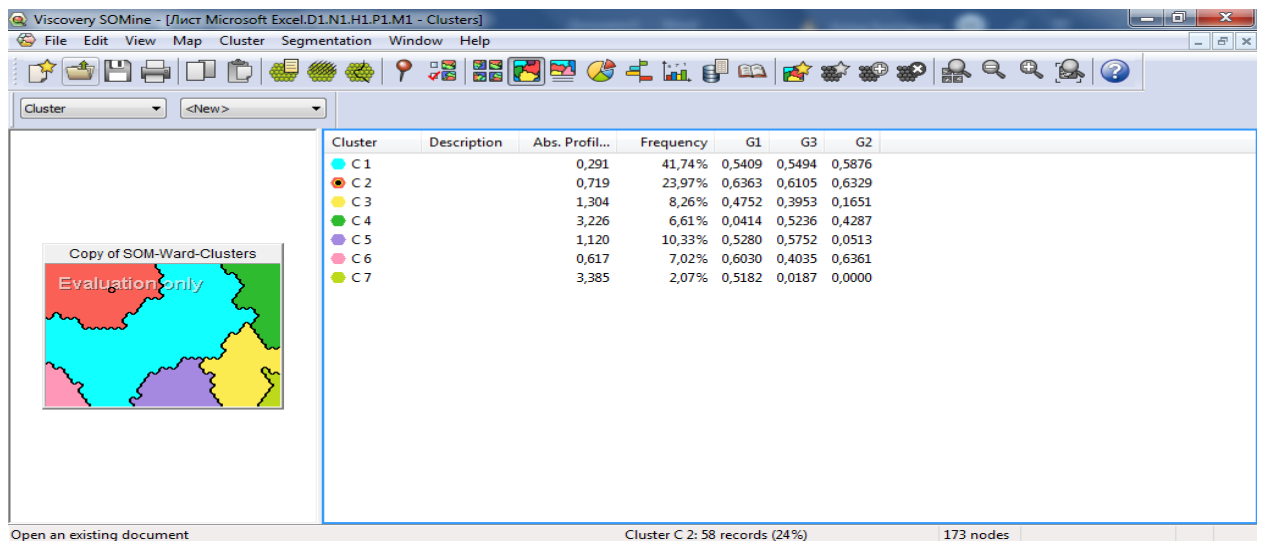 Viscovery SOMine - [Лист Microsoft Excel.D1.N1.H1.P1.M1 - Clusters]
File Edit View Map Cluster Segmentation Window Help
Cluster <New>
Cluster Description Abs. Profil... Frequency G1 G3 G2
C 1 0,291 41,74% 0,5409 0,5494 0,5876
C 2 0,719 23,97% 0,6363 0,6105 0,6329
C 3 1,304 8,26% 0,4752 0,3953 0,1651
C 4 3,226 6,61% 0,0414 0,5236 0,4287
C 5 1,120 10,33% 0,5280 0,5752 0,0513
C 6 0,617 7,02% 0,6030 0,4035 0,6361
C 7 3,385 2,07% 0,5182 0,0187 0,0000
Copy of SOM-Ward-Clusters
Evaluation only
Open an existing document Cluster C 2: 58 records (24%) 173 nodes